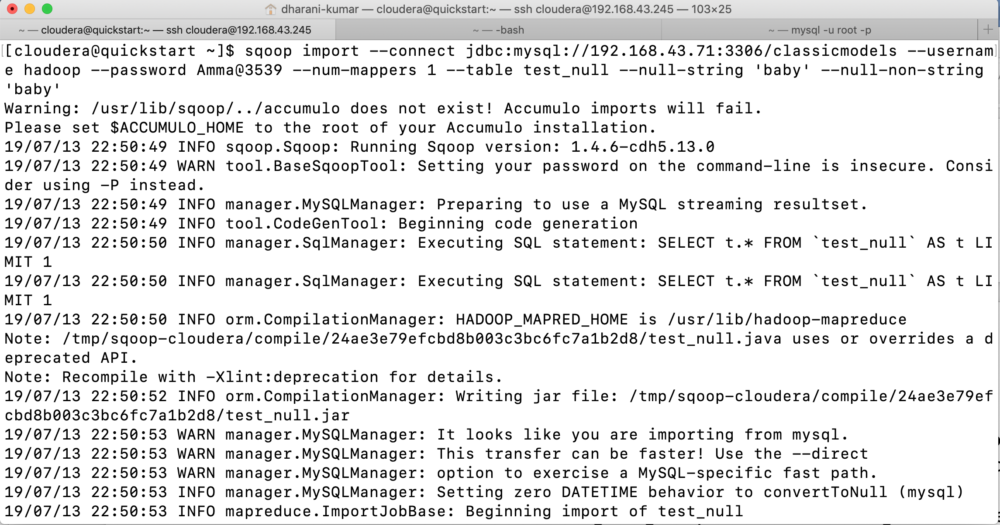 dharani-kumar — cloudera@quickstart:~ — ssh cloudera@192.168.43.245 — 103×25
~ — cloudera@quickstart:~ — ssh cloudera@192.168.43.245
~ — -bash
~ — mysql -u root -p
[cloudera@quickstart ~]$ sqoop import --connect jdbc:mysql://192.168.43.71:3306/classicmodels --usernam
e hadoop --password Amma@3539 --num-mappers 1 --table test_null --null-string 'baby' --null-non-string
'baby'
Warning: /usr/lib/sqoop/../accumulo does not exist! Accumulo imports will fail.
Please set $ACCUMULO_HOME to the root of your Accumulo installation.
19/07/13 22:50:49 INFO sqoop.Sqoop: Running Sqoop version: 1.4.6-cdh5.13.0
19/07/13 22:50:49 WARN tool.BaseSqoopTool: Setting your password on the command-line is insecure. Consi
der using -P instead.
19/07/13 22:50:49 INFO manager.MySQLManager: Preparing to use a MySQL streaming resultset.
19/07/13 22:50:49 INFO tool.CodeGenTool: Beginning code generation
19/07/13 22:50:50 INFO manager.SqlManager: Executing SQL statement: SELECT t.* FROM `test_null` AS t LI
MIT 1
19/07/13 22:50:50 INFO manager.SqlManager: Executing SQL statement: SELECT t.* FROM `test_null` AS t LI
MIT 1
19/07/13 22:50:50 INFO orm.CompilationManager: HADOOP_MAPRED_HOME is /usr/lib/hadoop-mapreduce
Note: /tmp/sqoop-cloudera/compile/24ae3e79efcbd8b003c3bc6fc7a1b2d8/test_null.java uses or overrides a d
eprecated API.
Note: Recompile with -Xlint:deprecation for details.
19/07/13 22:50:52 INFO orm.CompilationManager: Writing jar file: /tmp/sqoop-cloudera/compile/24ae3e79ef
cbd8b003c3bc6fc7a1b2d8/test_null.jar
19/07/13 22:50:53 WARN manager.MySQLManager: It looks like you are importing from mysql.
19/07/13 22:50:53 WARN manager.MySQLManager: This transfer can be faster! Use the --direct
19/07/13 22:50:53 WARN manager.MySQLManager: option to exercise a MySQL-specific fast path.
19/07/13 22:50:53 INFO manager.MySQLManager: Setting zero DATETIME behavior to convertToNull (mysql)
19/07/13 22:50:53 INFO mapreduce.ImportJobBase: Beginning import of test_null